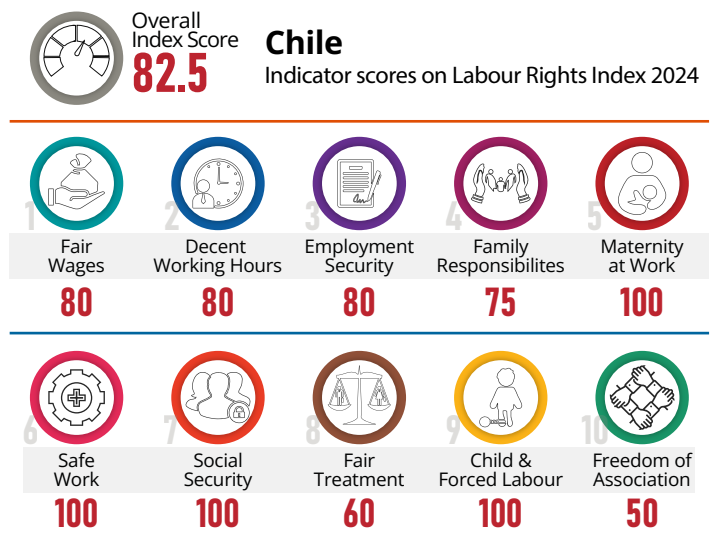 Overall
Index Score
82.5
Chile
Indicator scores on Labour Rights Index 2024
1
Fair
Wages
80
2
Decent
Working Hours
80
3
Employment
Security
80
4
Family
Responsibilites
75
5
Maternity
at Work
100
6
Safe
Work
100
7
Social
Security
100
8
Fair
Treatment
60
9
Child &
Forced Labour
100
10
Freedom of
Association
50